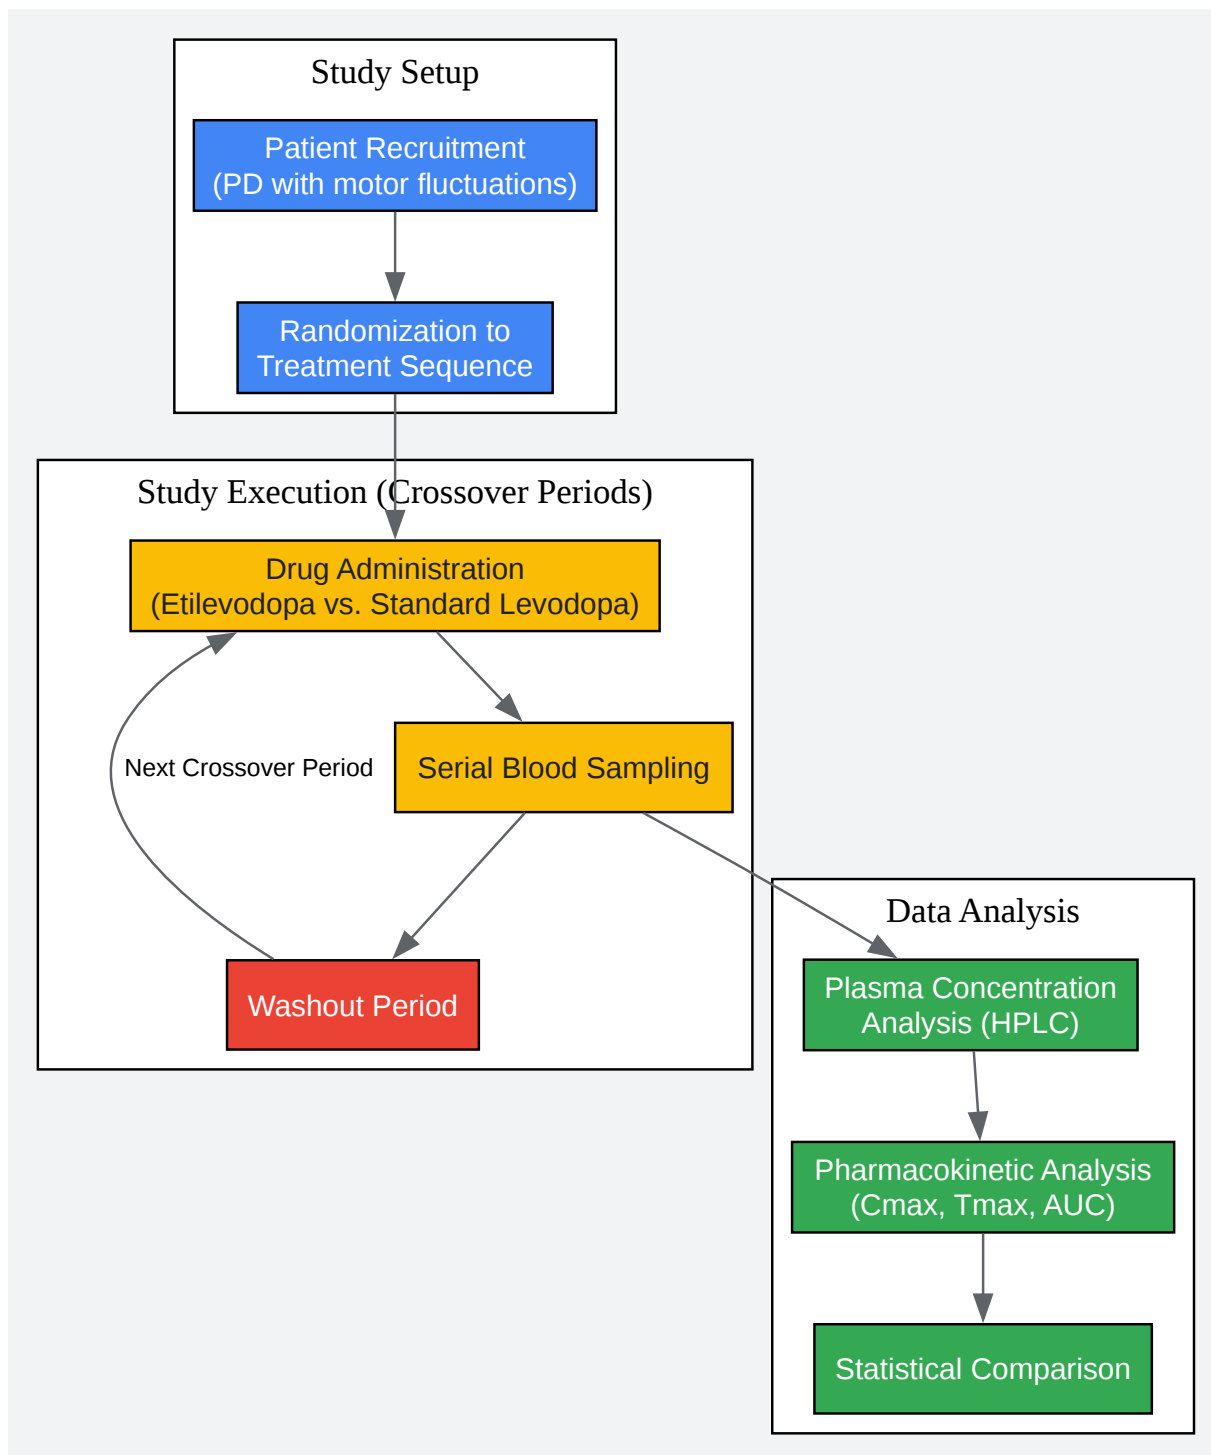 Study Setup
Patient Recruitment
(PD with motor fluctuations)
Randomization to
Treatment Sequence
Study Execution (Crossover Periods)
Drug Administration
(Etilevodopa vs. Standard Levodopa)
Next Crossover Period
Serial Blood Sampling
Washout Period
Data Analysis
Plasma Concentration
Analysis (HPLC)
Pharmacokinetic Analysis
(Cmax, Tmax, AUC)
Statistical Comparison